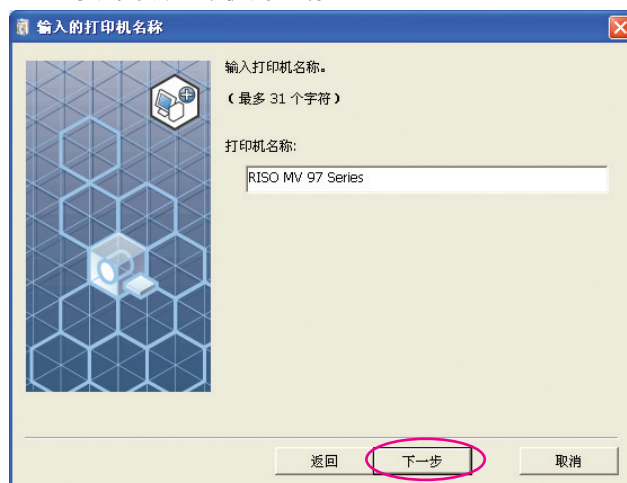 输入的打印机名称
输入打印机名称。
（最多 31 个字符）
打印机名称:
RISO MV 97 Series
返回
下一步
取消